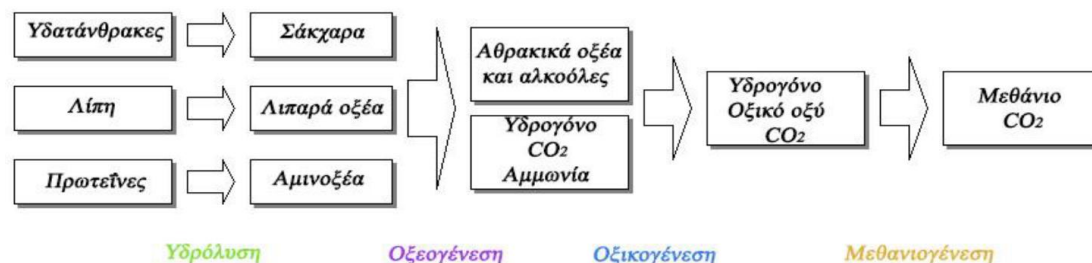 Υδατάνθρακες
Σάκχαρα
Λίπη
Λιπαρά οξέα
Πρωτεΐνες
Αμινοξέα
Αθρακικά οξέα
και αλκοόλες
Υδρογόνο
CO₂
Αμμωνία
Υδρογόνο
Οξικό οξύ
CO₂
Μεθάνιο
CO₂
Υδρόλυση
Οξεογένεση
Οξικογένεση
Μεθανιογένεση